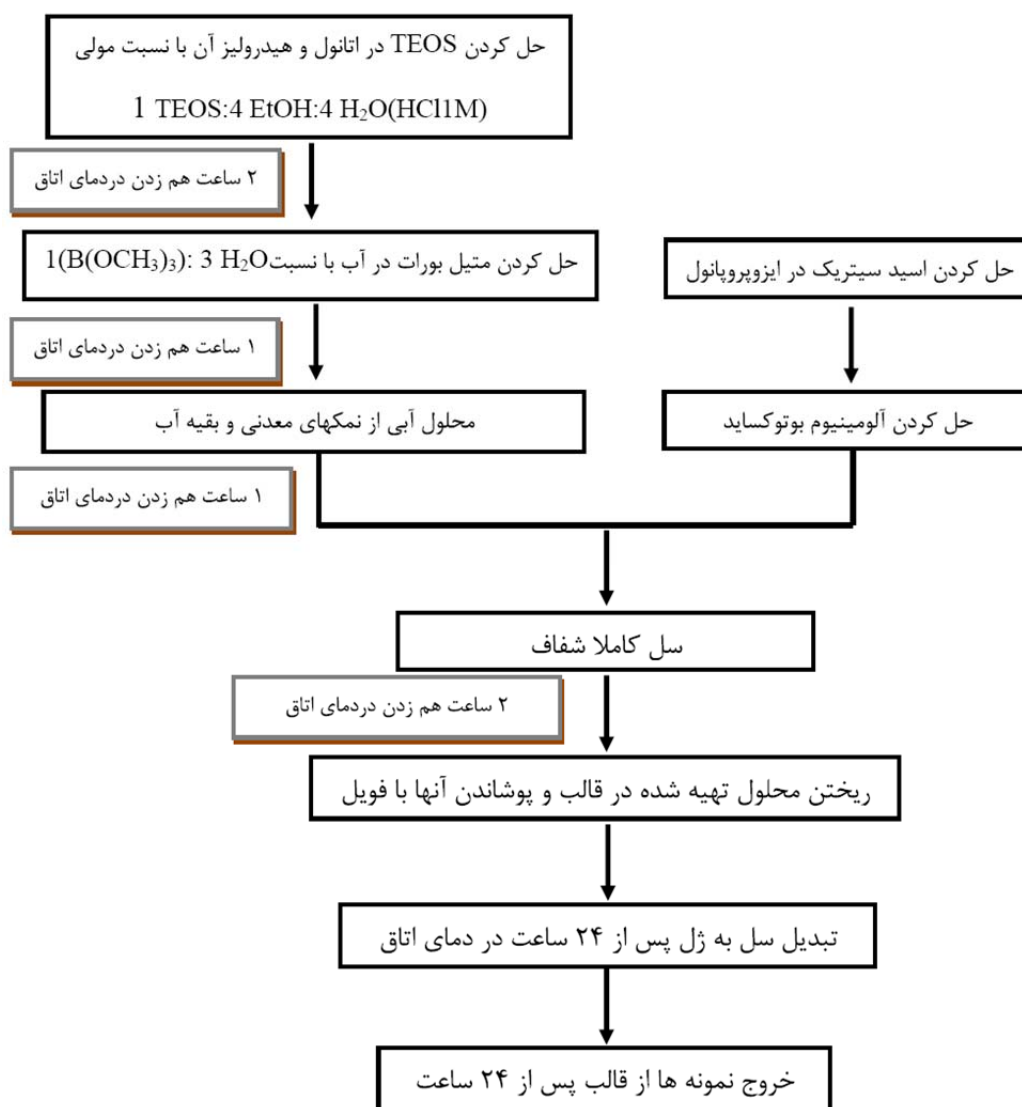 حل کردن TEOS در اتانول و هیدرولیز آن با نسبت مولی
1 TEOS:4 EtOH:4 H₂O(HCl1M)
۲ ساعت هم زدن دردمای اتاق
حل کردن متیل بورات در آب با نسبت1(B(OCH₃)₃): 3 H₂O
حل کردن اسید سیتریک در ایزوپروپانول
۱ ساعت هم زدن دردمای اتاق
محلول آبی از نمکهای معدنی و بقیه آب
حل کردن آلومینیوم بوتوکساید
۱ ساعت هم زدن دردمای اتاق
سل کاملا شفاف
۲ ساعت هم زدن دردمای اتاق
ریختن محلول تهیه شده در قالب و پوشاندن آنها با فویل
تبدیل سل به ژل پس از ۲۴ ساعت در دمای اتاق
خروج نمونه ها از قالب پس از ۲۴ ساعت